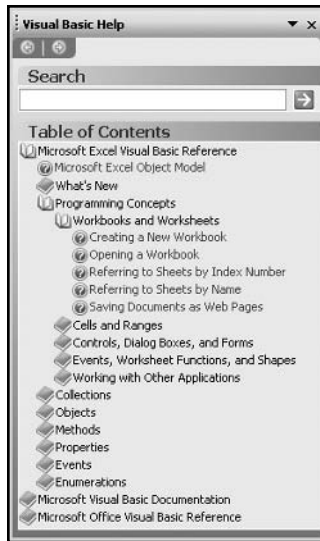 Visual Basic Help
Search
Table of Contents
Microsoft Excel Visual Basic Reference
Microsoft Excel Object Model
What's New
Programming Concepts
Workbooks and Worksheets
Creating a New Workbook
Opening a Workbook
Referring to Sheets by Index Number
Referring to Sheets by Name
Saving Documents as Web Pages
Cells and Ranges
Controls, Dialog Boxes, and Forms
Events, Worksheet Functions, and Shapes
Working with Other Applications
Collections
Objects
Methods
Properties
Events
Enumerations
Microsoft Visual Basic Documentation
Microsoft Office Visual Basic Reference